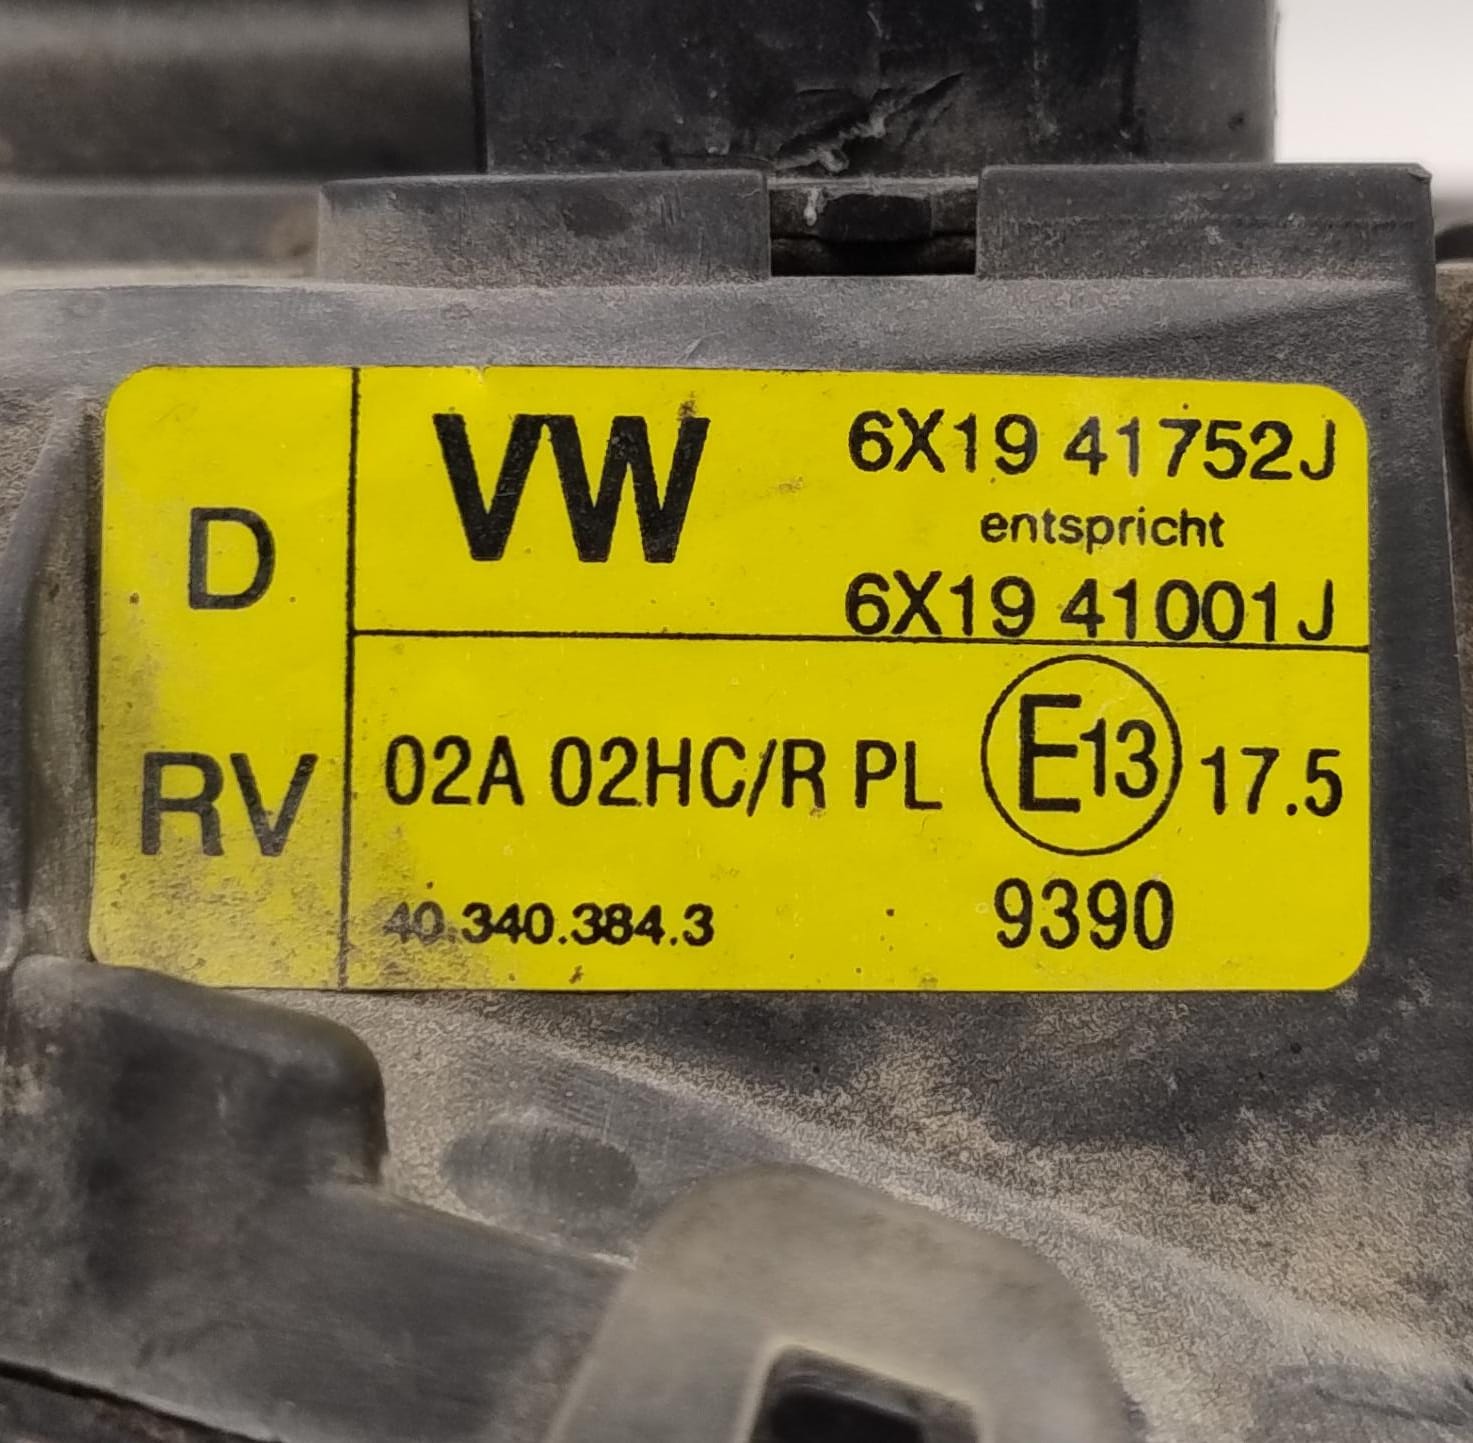 D
RV
VW
6X19 41752J
entspricht
6X19 41001J
02A 02HC/R PL E13 17.5
40.340.384.3
9390